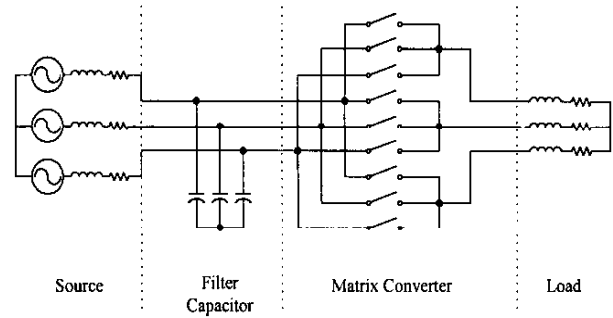 Source
Filter
Capacitor
Matrix Converter
Load